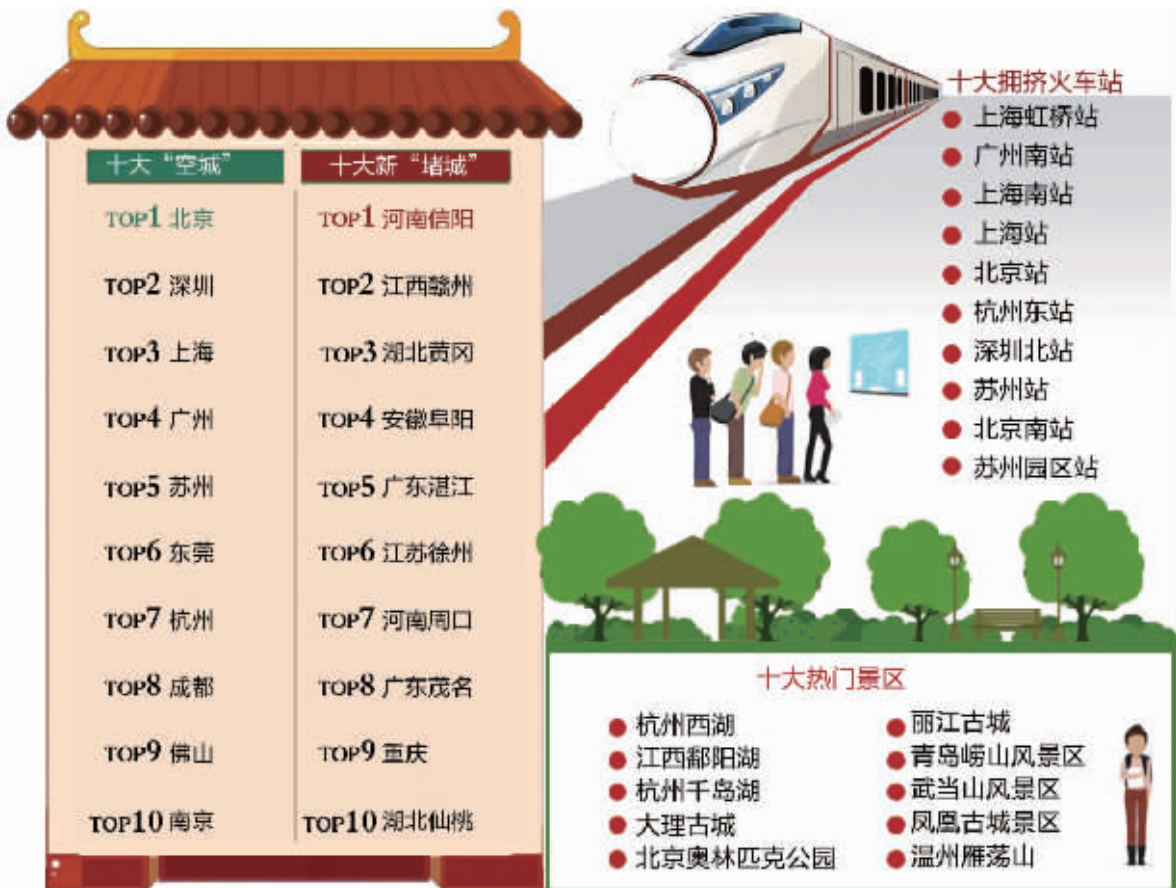 十大“空城”
TOP1 北京
TOP2 深圳
TOP3 上海
TOP4 广州
TOP5 苏州
TOP6 东莞
TOP7 杭州
TOP8 成都
TOP9 佛山
TOP10 南京
十大新“堵城”
TOP1 河南信阳
TOP2 江西赣州
TOP3 湖北黄冈
TOP4 安徽阜阳
TOP5 广东湛江
TOP6 江苏徐州
TOP7 河南周口
TOP8 广东茂名
TOP9 重庆
TOP10 湖北仙桃
十大拥挤火车站
上海虹桥站
广州南站
上海南站
上海站
北京站
杭州东站
深圳北站
苏州站
北京南站
苏州园区站
十大热门景区
杭州西湖
江西鄱阳湖
杭州千岛湖
大理古城
北京奥林匹克公园
丽江古城
青岛崂山风景区
武当山风景区
凤凰古城景区
温州雁荡山